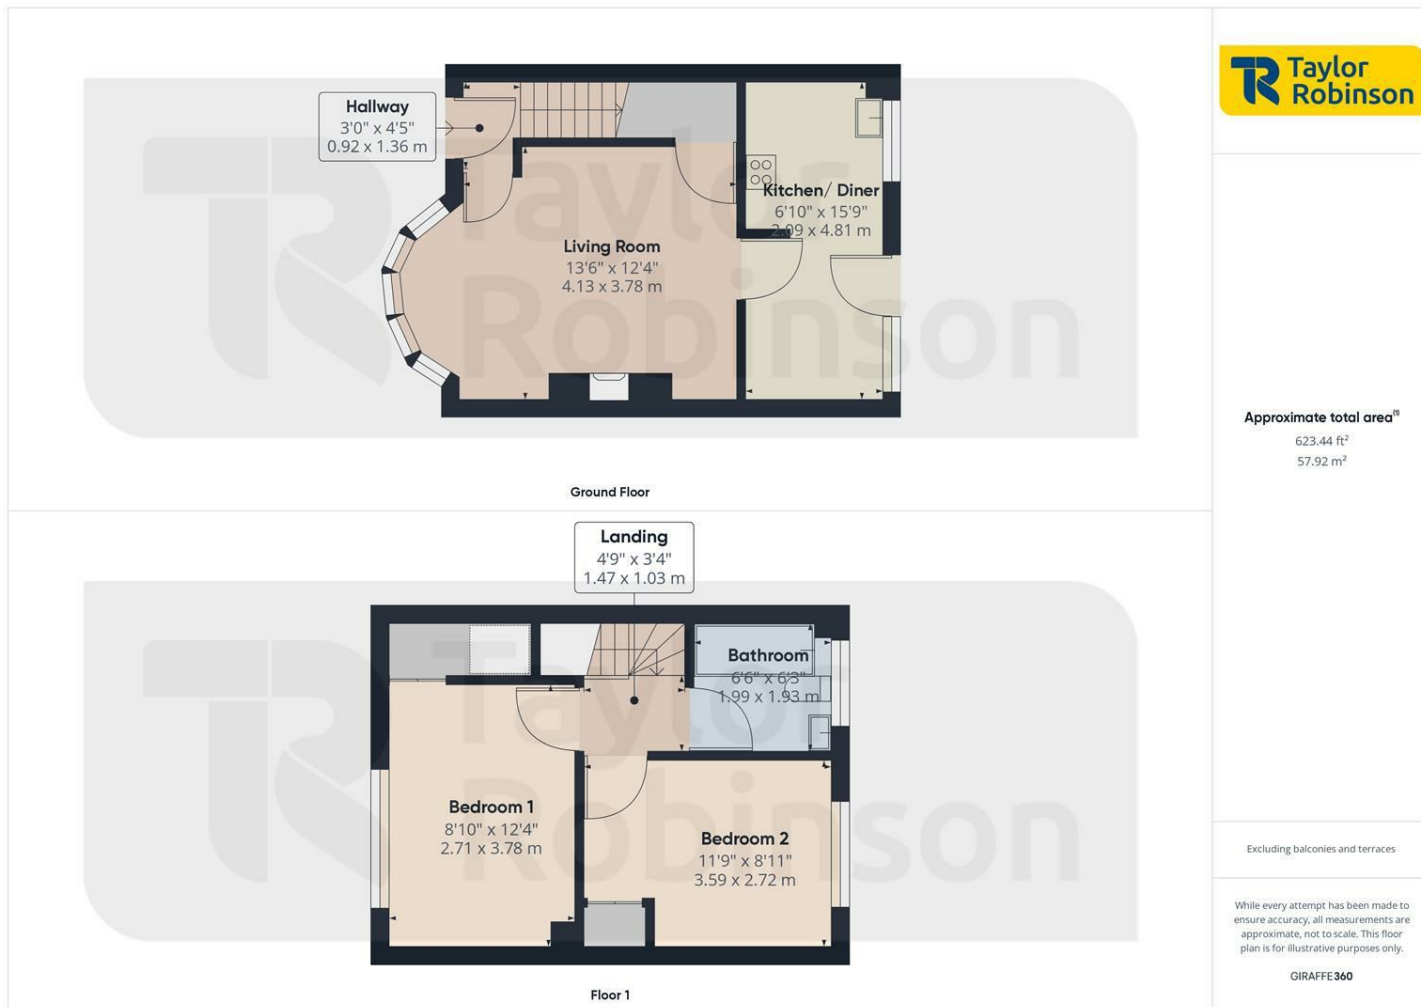 Taylor
Robinson
Hallway
3'0" x 4'5"
0.92 x 1.36 m
Kitchen/ Diner
6'10" x 15'9"
2.09 x 4.81 m
Living Room
13'6" x 12'4"
4.13 x 3.78 m
Taylor
Robinson
Ground Floor
Approximate total area⁽¹⁾
623.44 ft²
57.92 m²
Landing
4'9" x 3'4"
1.47 x 1.03 m
Bathroom
6'6" x 6'3"
1.99 x 1.93 m
Bedroom 1
8'10" x 12'4"
2.71 x 3.78 m
Bedroom 2
11'9" x 8'11"
3.59 x 2.72 m
Taylor
Robinson
Floor 1
Excluding balconies and terraces
While every attempt has been made to
ensure accuracy, all measurements are
approximate, not to scale. This floor
plan is for illustrative purposes only.
GIRAFFE360